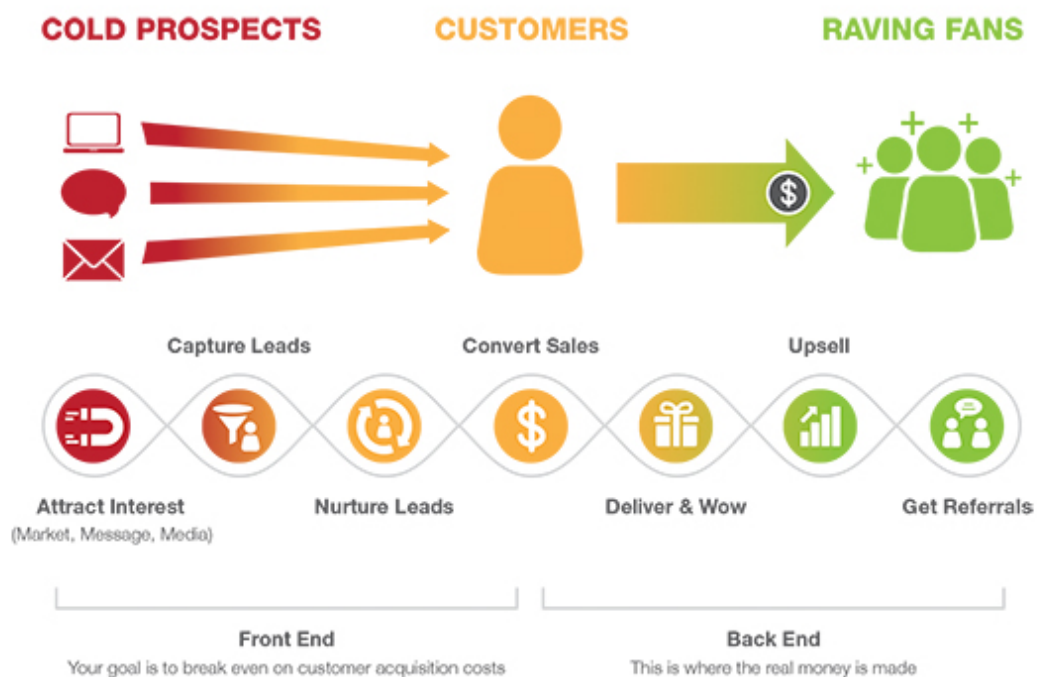 COLD PROSPECTS
CUSTOMERS
RAVING FANS
$
Capture Leads
Convert Sales
Upsell
$
Attract Interest
(Market, Message, Media)
Nurture Leads
Deliver & Wow
Get Referrals
Front End
Your goal is to break even on customer acquisition costs
Back End
This is where the real money is made